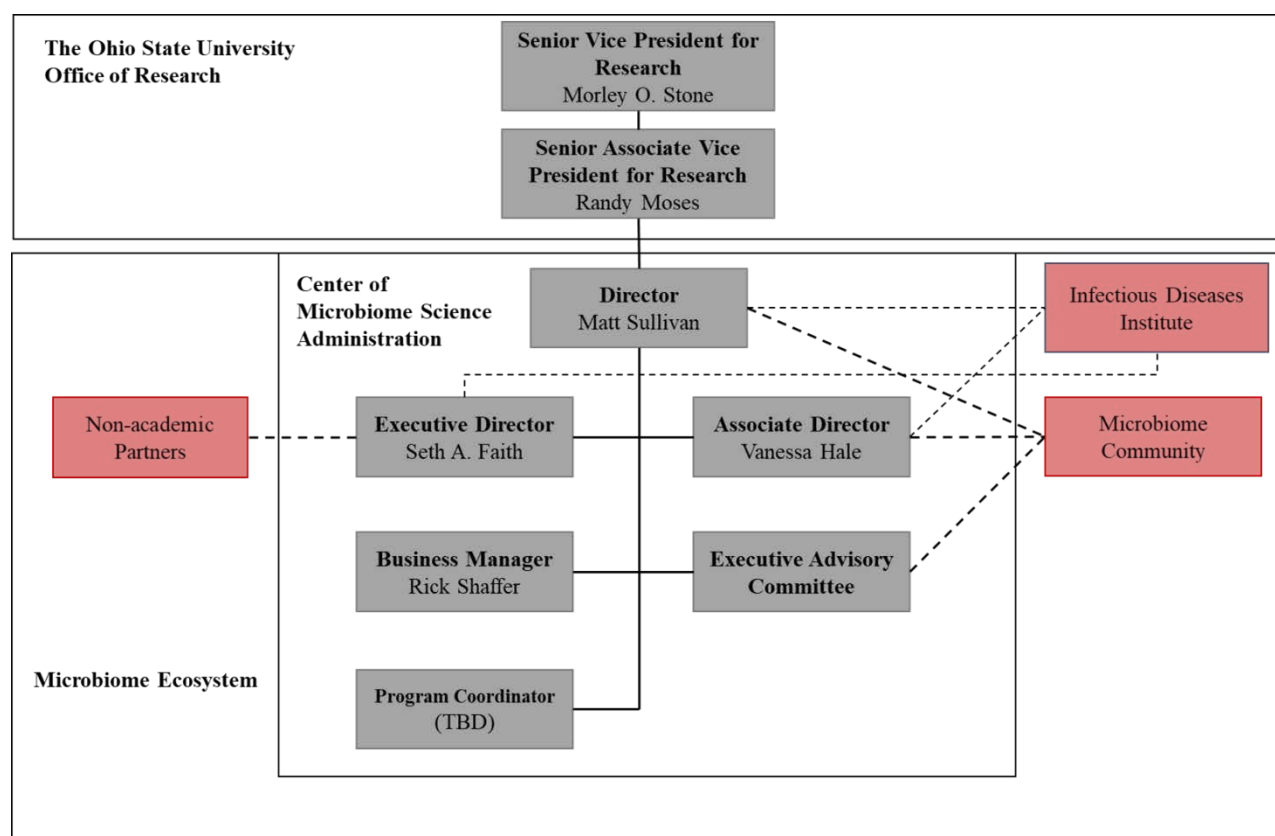 The Ohio State University
Office of Research
Senior Vice President for
Research
Morley O. Stone
Senior Associate Vice
President for Research
Randy Moses
Center of
Microbiome Science
Administration
Director
Matt Sullivan
Infectious Diseases
Institute
Non-academic
Partners
Executive Director
Seth A. Faith
Associate Director
Vanessa Hale
Microbiome
Community
Business Manager
Rick Shaffer
Executive Advisory
Committee
Microbiome Ecosystem
Program Coordinator
(TBD)